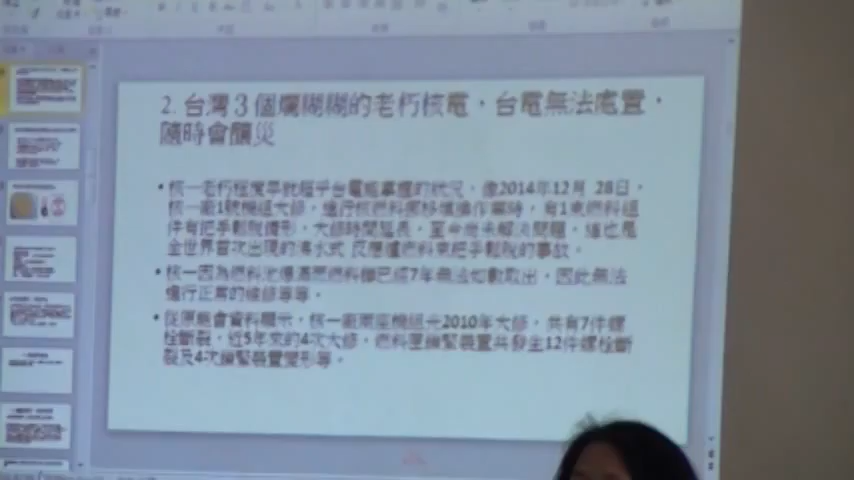 2. 台灣3個爛糊糊的老朽核電，台電無法處置，
隨時會釀災
•核一老朽程度早就超乎台電能掌握的狀況，像2014年12月 28日，
核一廠1號機組大修，進行核燃料挪移填換作業時，有1束燃料組
件有把手鬆脫情形，大修時間延長，至今尚未解決問題，這也是
全世界首次出現的沸水式 反應爐燃料束把手鬆脫的事故。
•核一因為燃料池爆滿原燃料棒已經7年無法如數取出，因此無法
進行正常的維修等等。
•從原能會資料顯示，核一廠兩座機組光2010年大修，共有7件螺
栓斷裂，近5年來的4次大修，燃料匣鎖緊裝置共發生12件螺栓斷
裂及4次鎖緊裝置變形等。